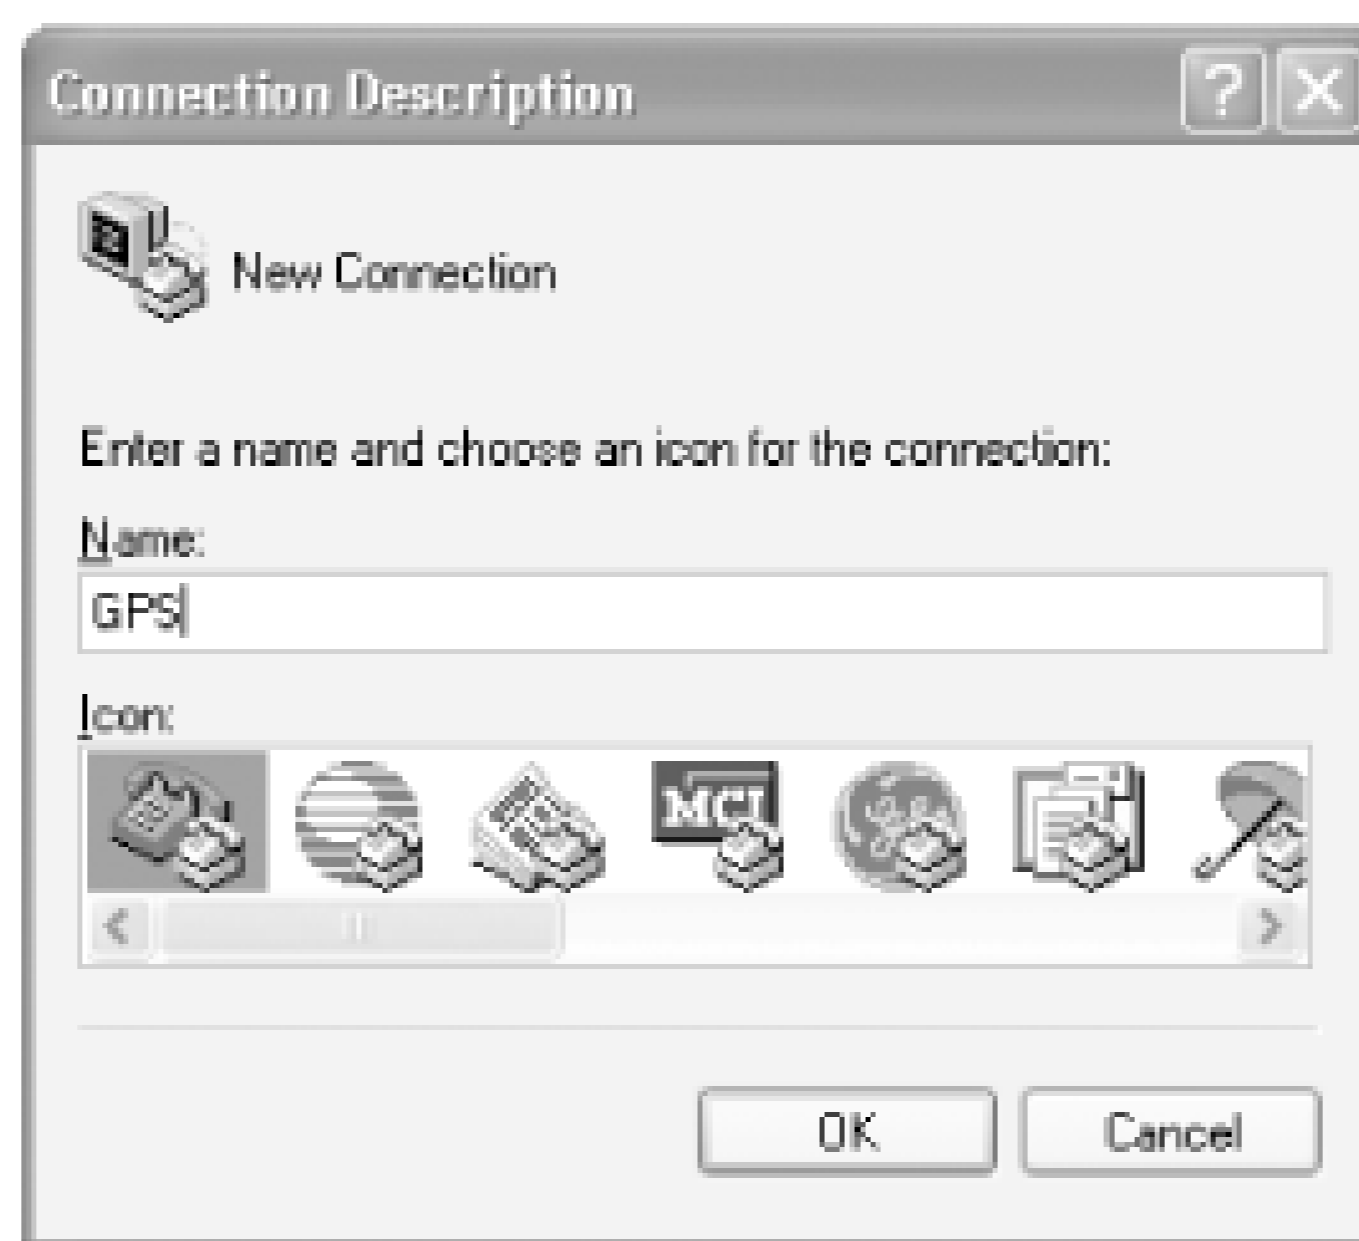 Connection Description
New Connection
Enter a name and choose an icon for the connection:
Name:
GPS
Icon:
MCI
OK Cancel